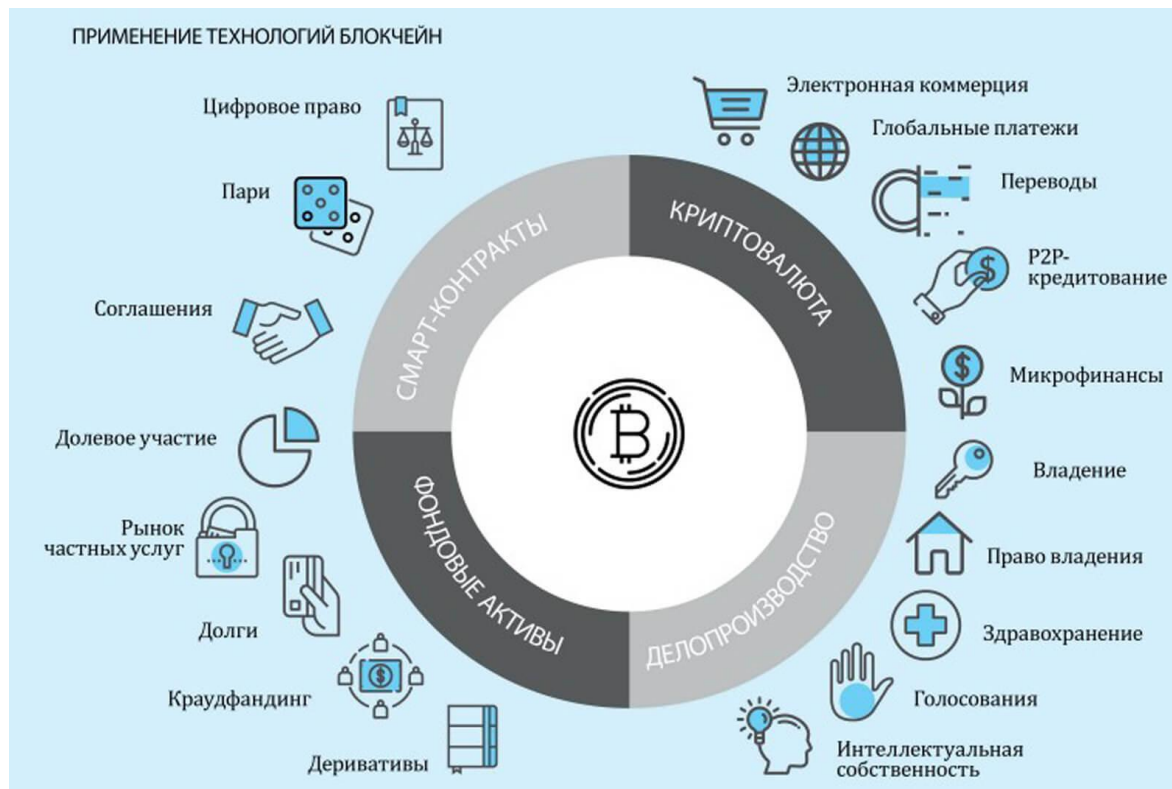 ПРИМЕНЕНИЕ ТЕХНОЛОГИЙ БЛОКЧЕЙН
Цифровое право
Пари
Соглашения
Долевое участие
Рынок
частных услуг
Долги
Краудфандинг
Деривативы
СМАРТ-КОНТРАКТЫ
КРИПТОВАЛЮТА
ФОНДОВЫЕ АКТИВЫ
ДЕЛОПРОИЗВОДСТВО
Электронная коммерция
Глобальные платежи
Переводы
P2P-
кредитование
Микрофинансы
Владение
Право владения
Здравохранение
Голосования
Интеллектуальная
собственность